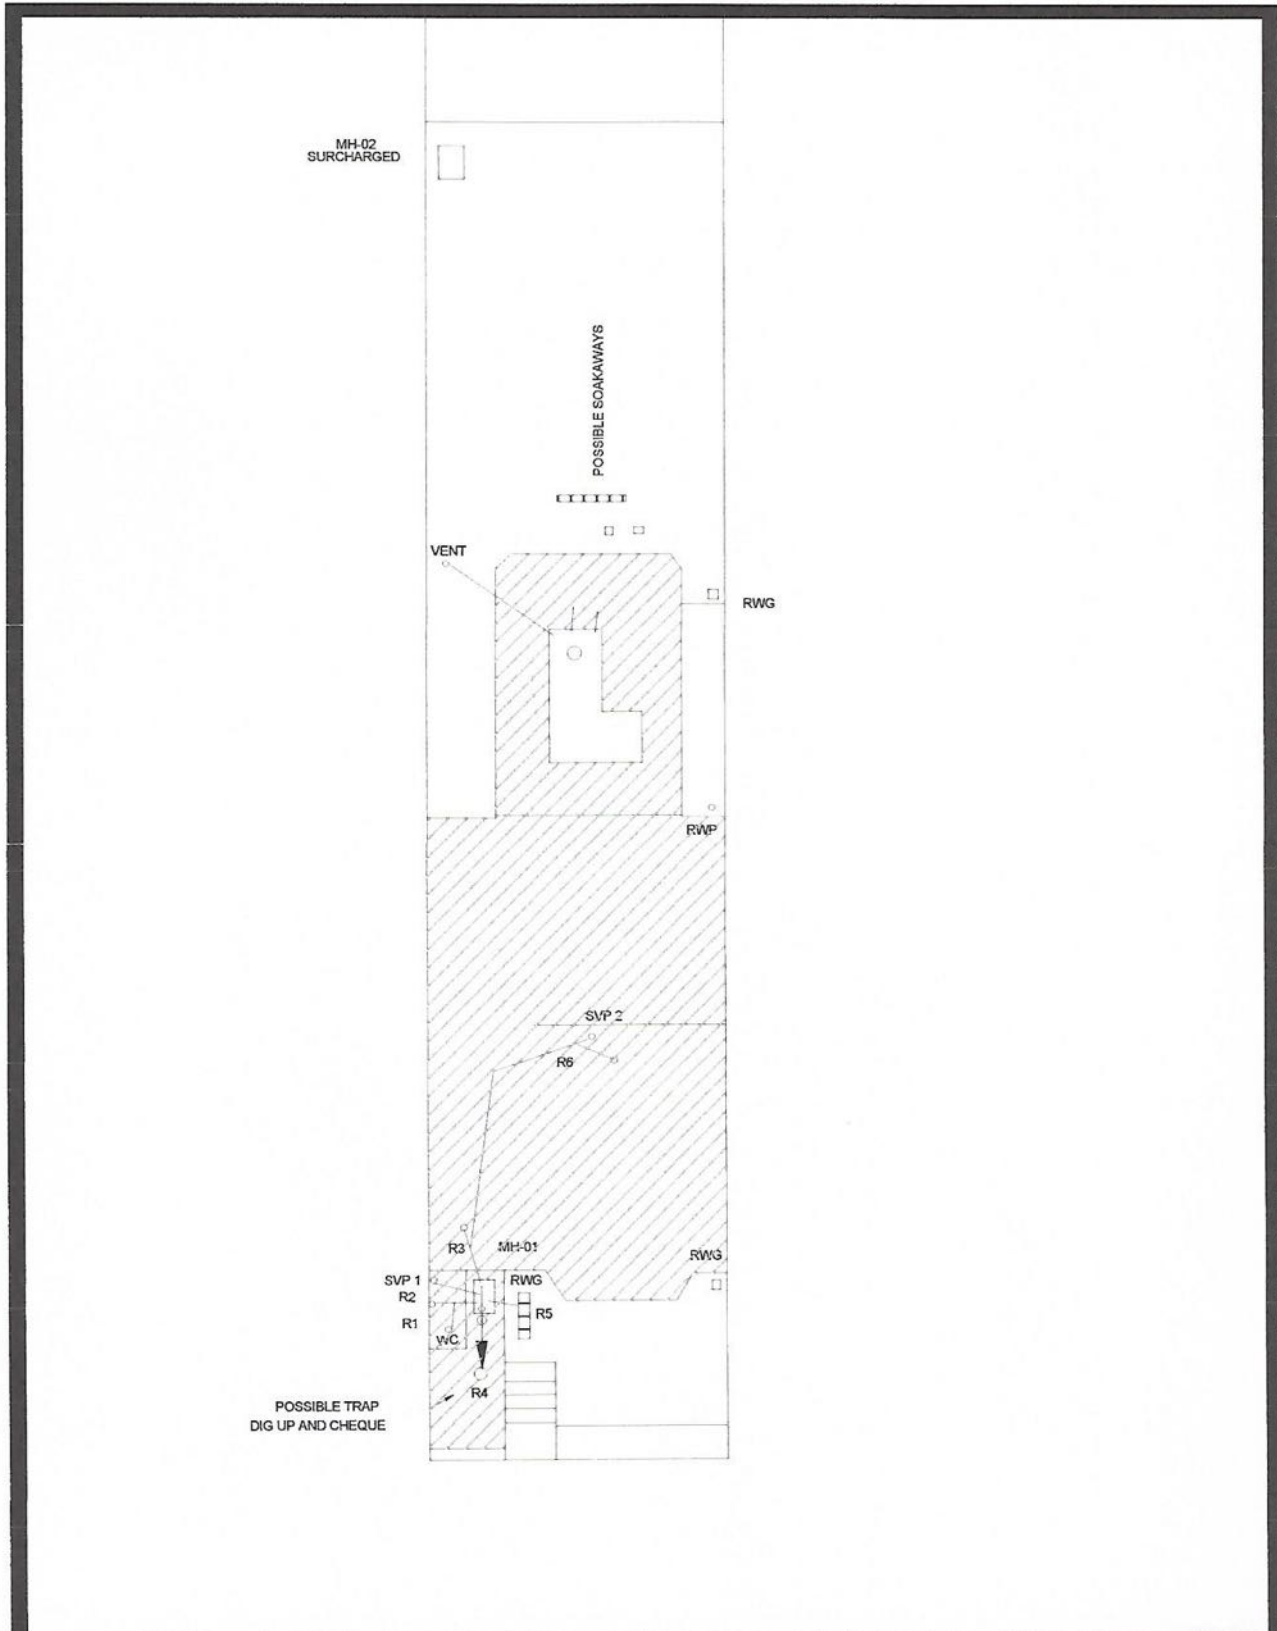 MH-02
SURCHARGED
POSSIBLE SOAKAWAYS
VENT
RWG
RWP
SVP 2
R6
R3
MH-01
RWG
SVP 1
RWG
R2
R5
R1
WC
R4
POSSIBLE TRAP
DIG UP AND CHEQUE